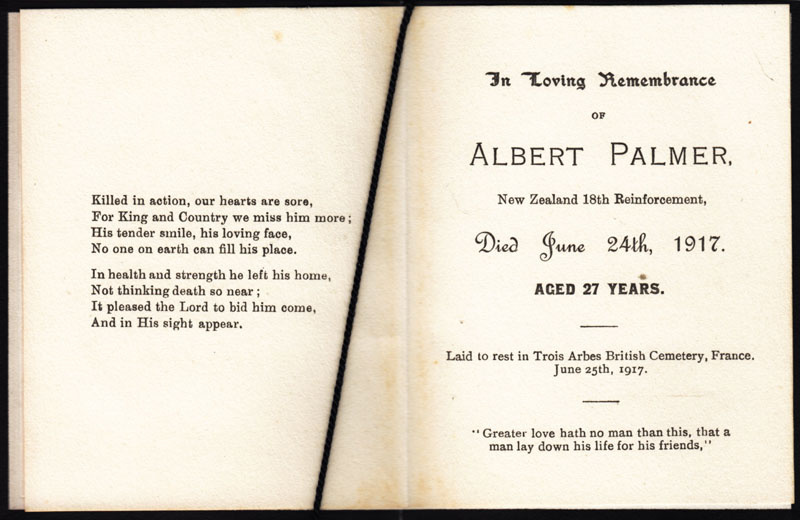 Killed in action, our hearts are sore,
For King and Country we miss him more;
His tender smile, his loving face,
No one on earth can fill his place.
In health and strength he left his home,
Not thinking death so near;
It pleased the Lord to bid him come,
And in His sight appear.
In Loving Remembrance
OF
ALBERT PALMER,
New Zealand 18th Reinforcement,
Died June 24th, 1917.
AGED 27 YEARS.
Laid to rest in Trois Arbes British Cemetery, France.
June 25th, 1917.
"Greater love hath no man than this, that a
man lay down his life for his friends,"